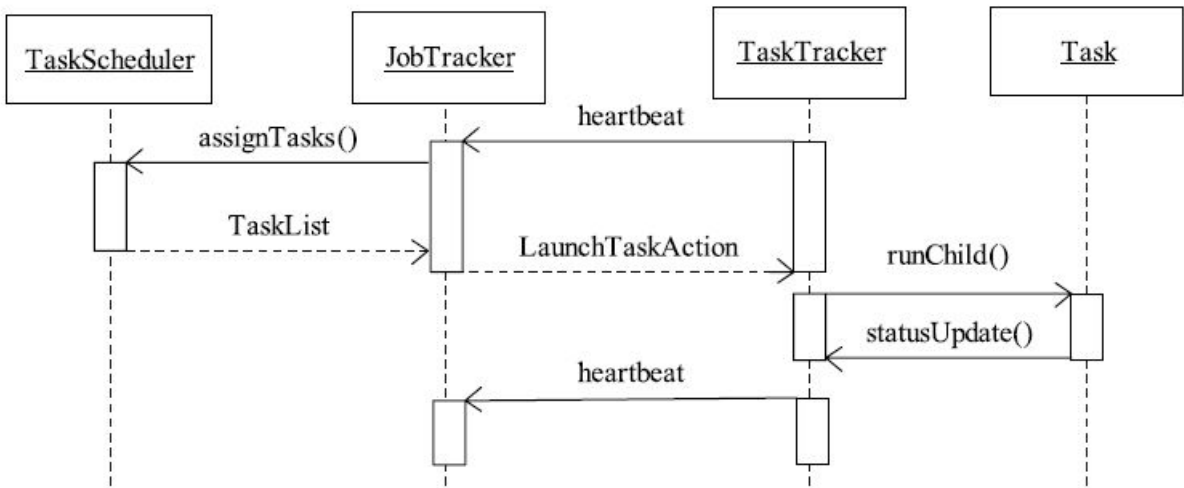 TaskScheduler
JobTracker
TaskTracker
Task
heartbeat
assignTasks()
TaskList
LaunchTaskAction
runChild()
statusUpdate()
heartbeat